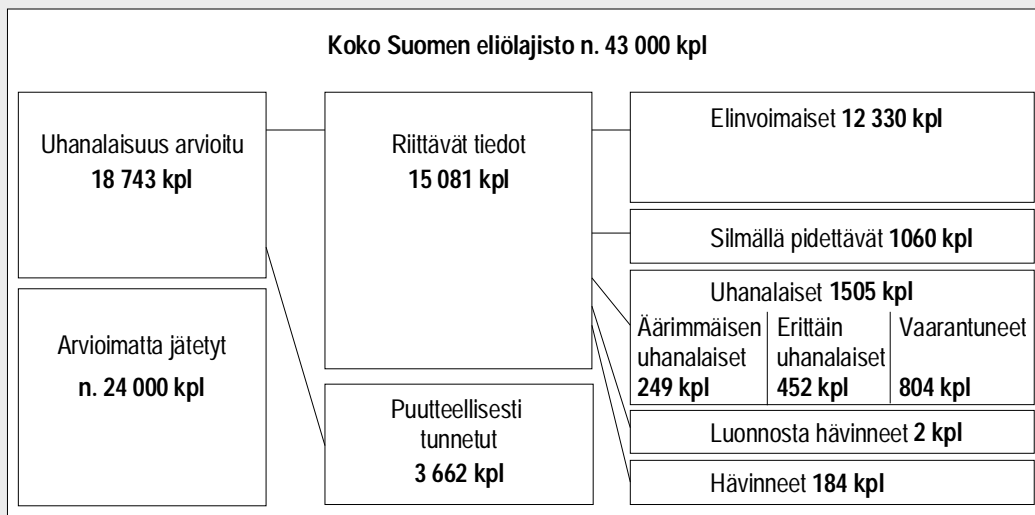 Koko Suomen eliölajisto n. 43 000 kpl
Uhanalaisuus arvioitu
18 743 kpl
Arvioimatta jätetyt
n. 24 000 kpl
Riittävät tiedot
15 081 kpl
Puutteellisesti
tunnetut
3 662 kpl
Elinvoimaiset 12 330 kpl
Silmällä pidettävät 1060 kpl
Uhanalaiset 1505 kpl
Äärimmäisen
uhanalaiset
249 kpl
Erittäin
uhanalaiset
452 kpl
Vaarantuneet
804 kpl
Luonnosta hävinneet 2 kpl
Hävinneet 184 kpl